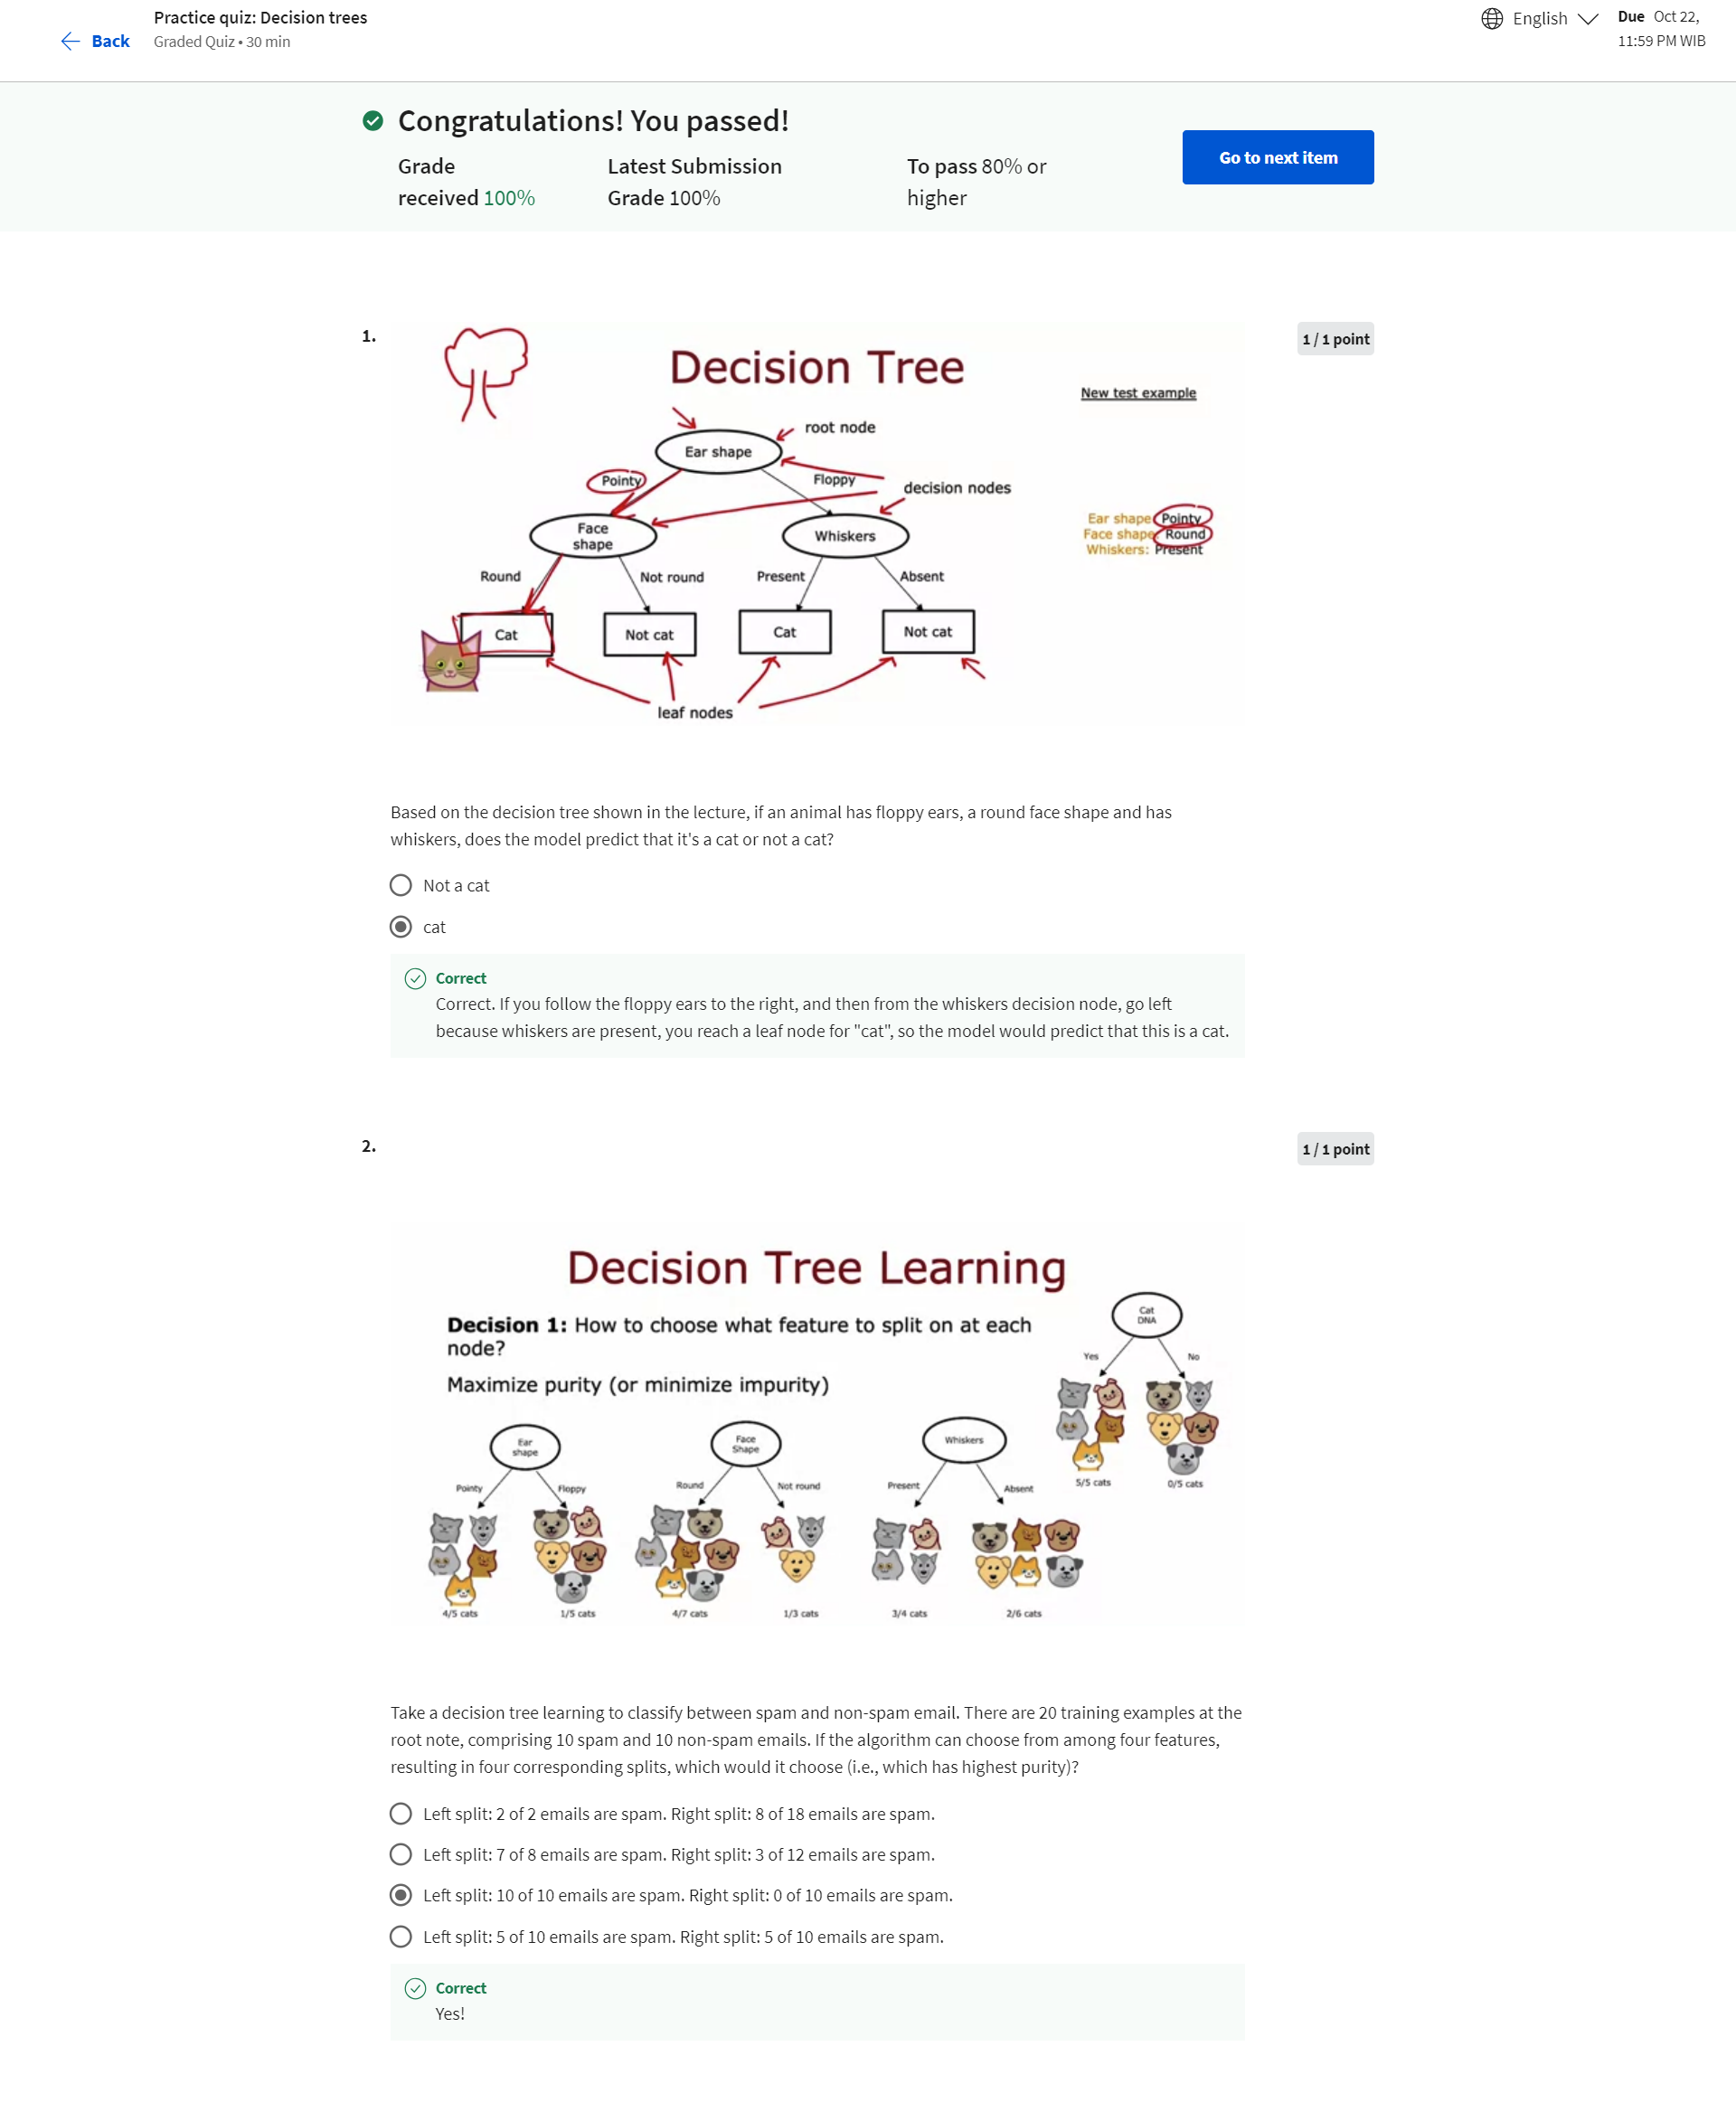 Back
Practice quiz: Decision trees
Graded Quiz • 30 min
English
Due Oct 22,
11:59 PM WIB
Congratulations! You passed!
Grade
received 100%
Latest Submission
Grade 100%
To pass 80% or
higher
Go to next item
1.
1 / 1 point
Decision Tree
New test example
root node
Ear shape
Pointy
Floppy
decision nodes
Ear shape: Pointy
Face shape: Round
Whiskers: Present
Face
shape
Whiskers
Round
Not round
Present
Absent
Cat
Not cat
Cat
Not cat
leaf nodes
Based on the decision tree shown in the lecture, if an animal has floppy ears, a round face shape and has
whiskers, does the model predict that it's a cat or not a cat?
Not a cat
cat
Correct
Correct. If you follow the floppy ears to the right, and then from the whiskers decision node, go left
because whiskers are present, you reach a leaf node for "cat", so the model would predict that this is a cat.
2.
1 / 1 point
Decision Tree Learning
Decision 1: How to choose what feature to split on at each
node?
Maximize purity (or minimize impurity)
Cat
DNA
Yes
No
5/5 cats
0/5 cats
Ear
shape
Pointy
Floppy
4/5 cats
1/5 cats
Face
Shape
Round
Not round
4/7 cats
1/3 cats
Whiskers
Present
Absent
3/4 cats
2/6 cats
Take a decision tree learning to classify between spam and non-spam email. There are 20 training examples at the
root note, comprising 10 spam and 10 non-spam emails. If the algorithm can choose from among four features,
resulting in four corresponding splits, which would it choose (i.e., which has highest purity)?
Left split: 2 of 2 emails are spam. Right split: 8 of 18 emails are spam.
Left split: 7 of 8 emails are spam. Right split: 3 of 12 emails are spam.
Left split: 10 of 10 emails are spam. Right split: 0 of 10 emails are spam.
Left split: 5 of 10 emails are spam. Right split: 5 of 10 emails are spam.
Correct
Yes!